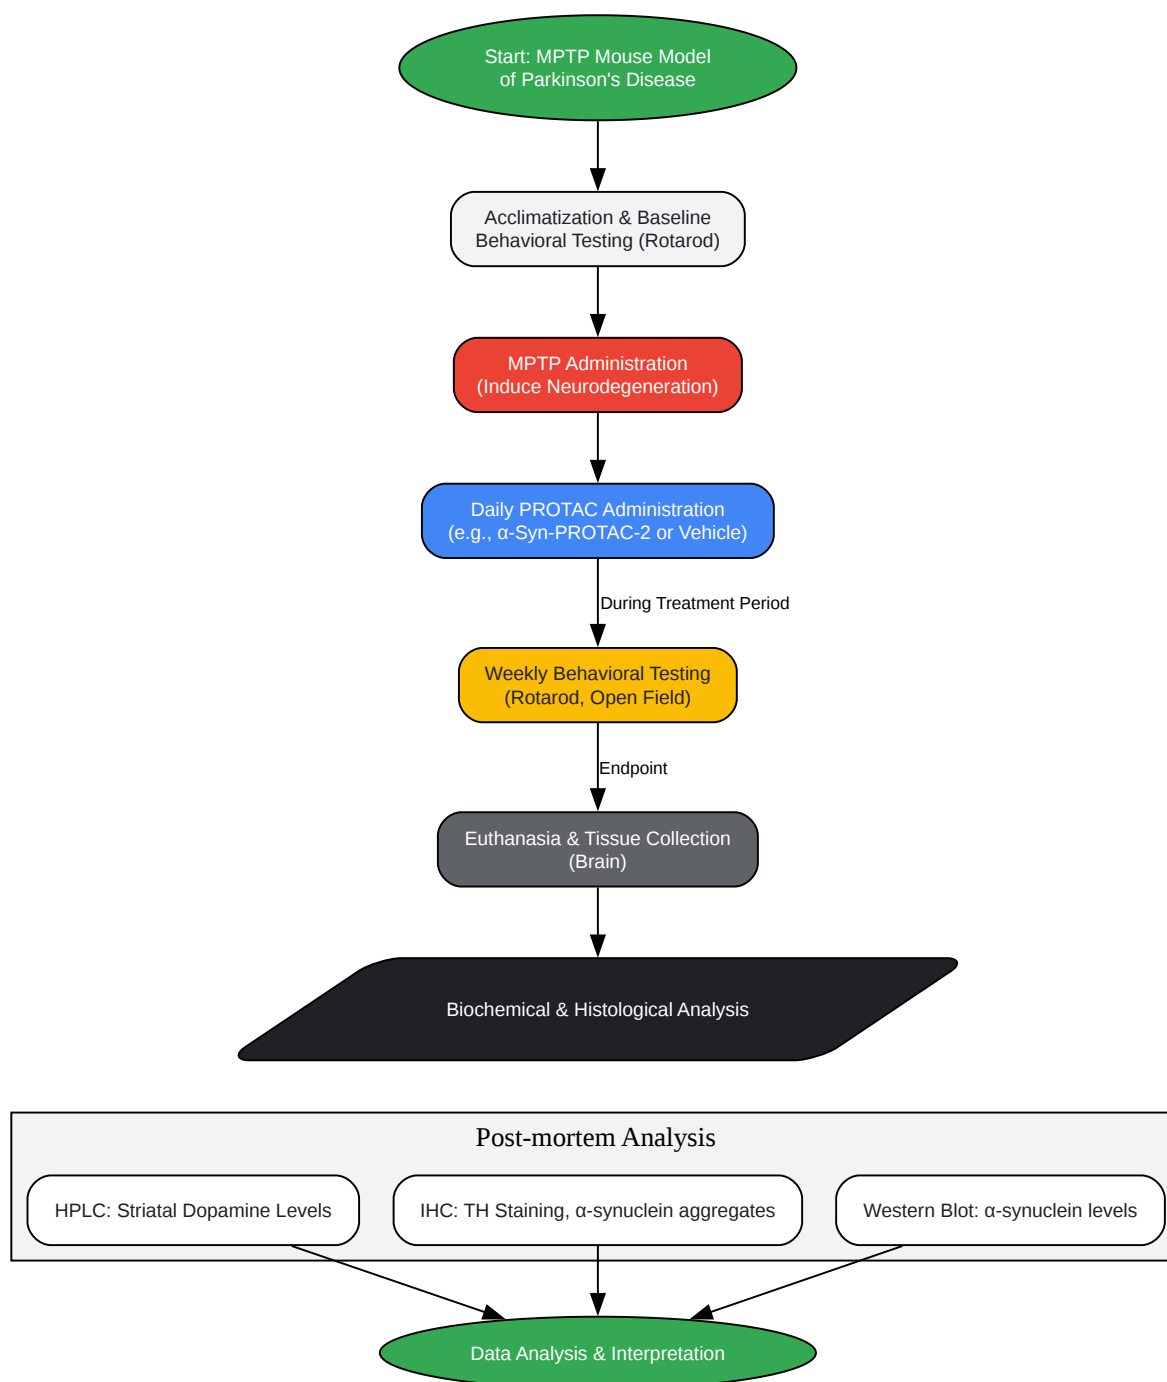 Start: MPTP Mouse Model
of Parkinson's Disease
Acclimatization & Baseline
Behavioral Testing (Rotarod)
MPTP Administration
(Induce Neurodegeneration)
Daily PROTAC Administration
(e.g., α-Syn-PROTAC-2 or Vehicle)
During Treatment Period
Weekly Behavioral Testing
(Rotarod, Open Field)
Endpoint
Euthanasia & Tissue Collection
(Brain)
Biochemical & Histological Analysis
Post-mortem Analysis
HPLC: Striatal Dopamine Levels
IHC: TH Staining, α-synuclein aggregates
Western Blot: α-synuclein levels
Data Analysis & Interpretation